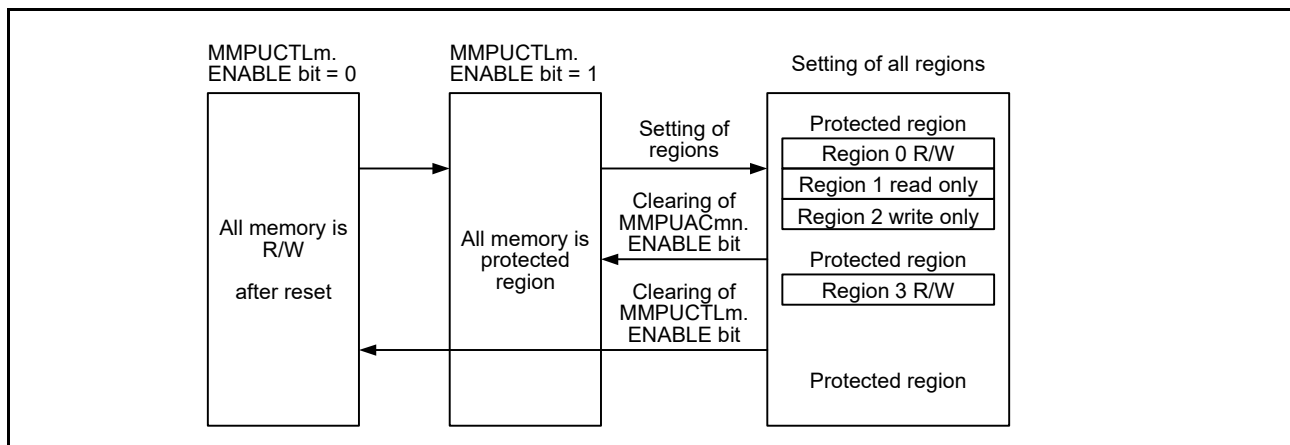 MMPUCTLm.
ENABLE bit = 0
MMPUCTLm.
ENABLE bit = 1
Setting of all regions
All memory is
R/W
after reset
All memory is
protected
region
Setting of
regions
Clearing of
MMPUACmn.
ENABLE bit
Clearing of
MMPUCTLm.
ENABLE bit
Protected region
Region 0 R/W
Region 1 read only
Region 2 write only
Protected region
Region 3 R/W
Protected region